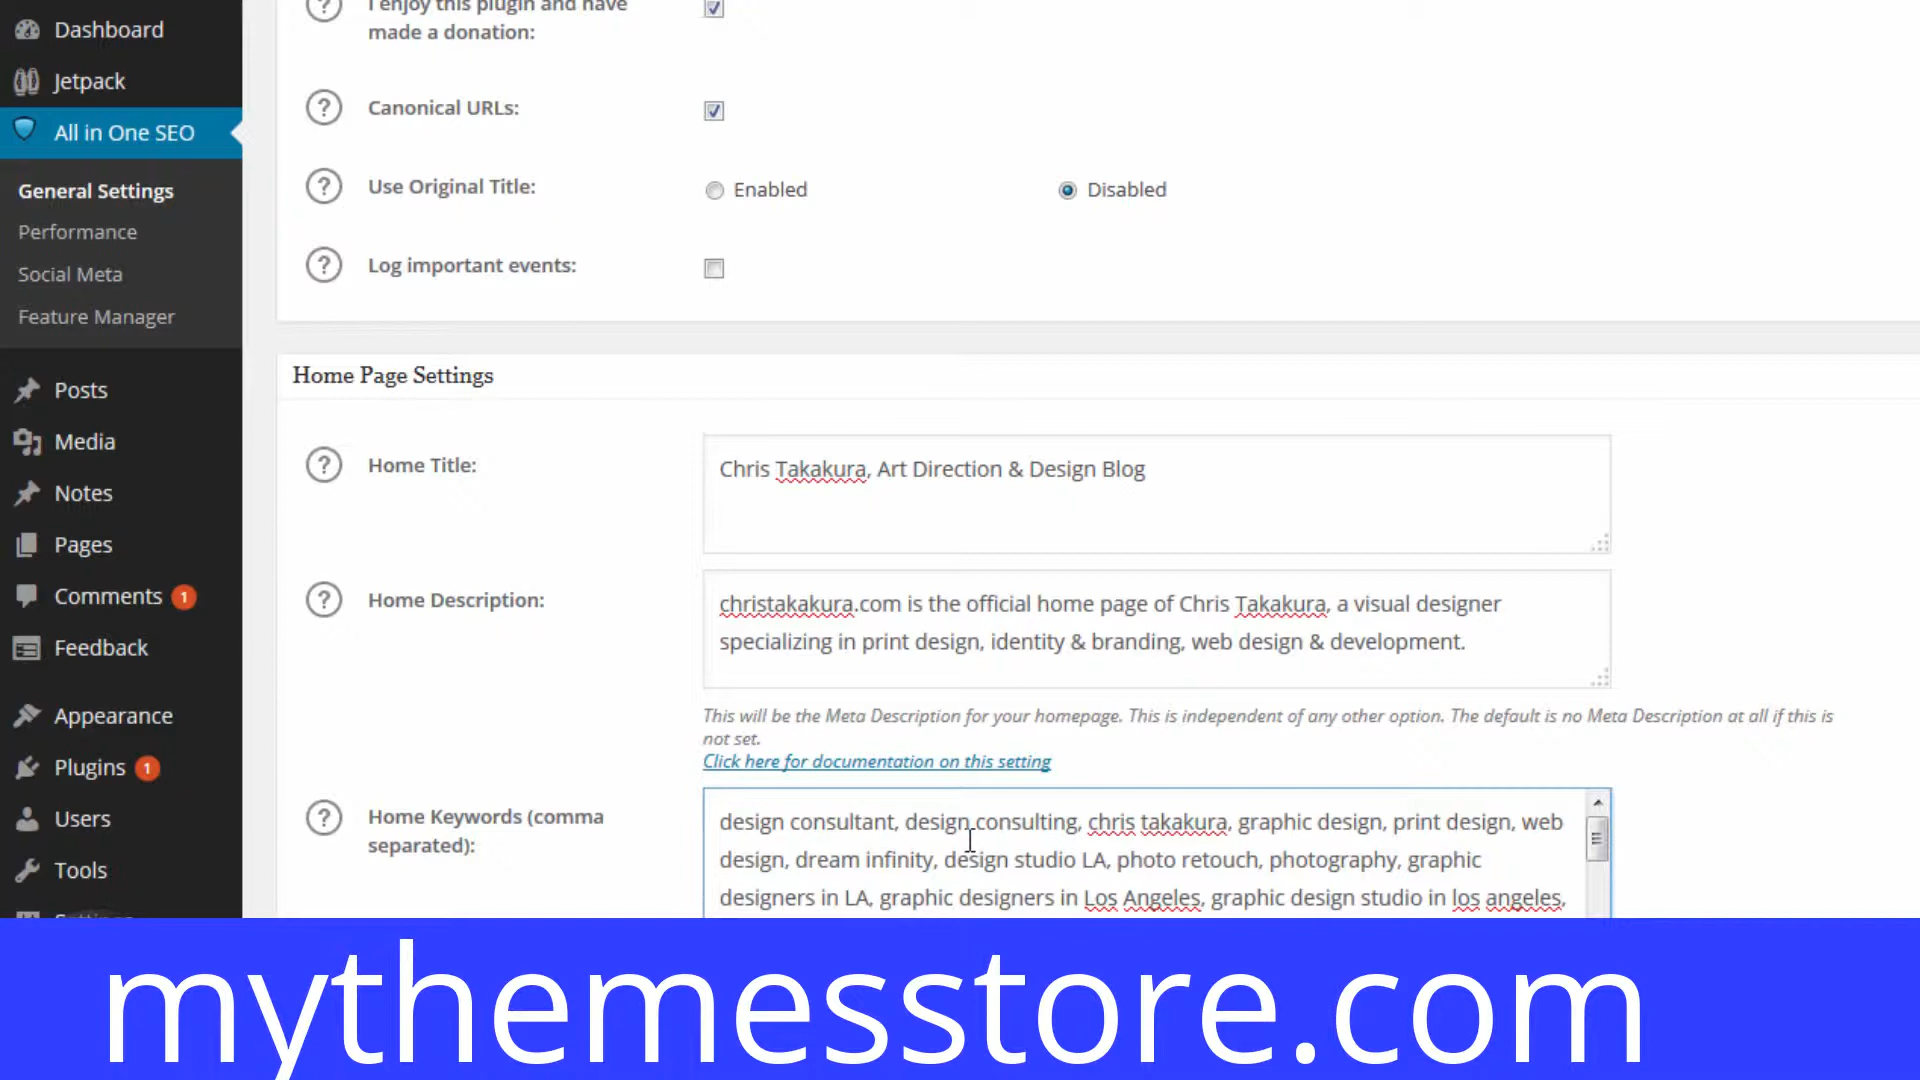 Dashboard
Jetpack
All in One SEO
General Settings
Performance
Social Meta
Feature Manager
Posts
Media
Notes
Pages
Comments 1
Feedback
Appearance
Plugins 1
Users
Tools
I enjoy this plugin and have
made a donation:
Canonical URLs:
Use Original Title:
Enabled
Disabled
Log important events:
Home Page Settings
Home Title:
Chris Takakura, Art Direction & Design Blog
Home Description:
christakakura.com is the official home page of Chris Takakura, a visual designer
specializing in print design, identity & branding, web design & development.
This will be the Meta Description for your homepage. This is independent of any other option. The default is no Meta Description at all if this is
not set.
Click here for documentation on this setting
Home Keywords (comma
separated):
design consultant, design consulting, chris takakura, graphic design, print design, web
design, dream infinity, design studio LA, photo retouch, photography, graphic
designers in LA, graphic designers in Los Angeles, graphic design studio in los angeles,
mythemesstore.com